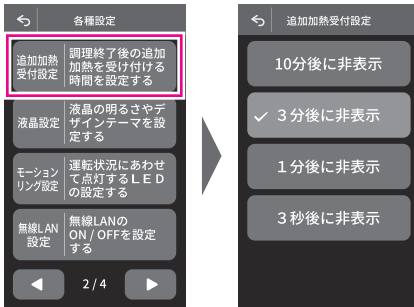 各種設定
追加加熱
受付設定
調理終了後の追加
加熱を受け付ける
時間を設定する
液晶設定
液晶の明るさやデ
ザインテーマを設
定する
モーション
リング設定
運転状況にあわせ
て点灯するＬＥＤ
の設定する
無線LAN
設定
無線LANの
ON / OFFを設定
する
2 / 4
追加加熱受付設定
10分後に非表示
３分後に非表示
１分後に非表示
３秒後に非表示